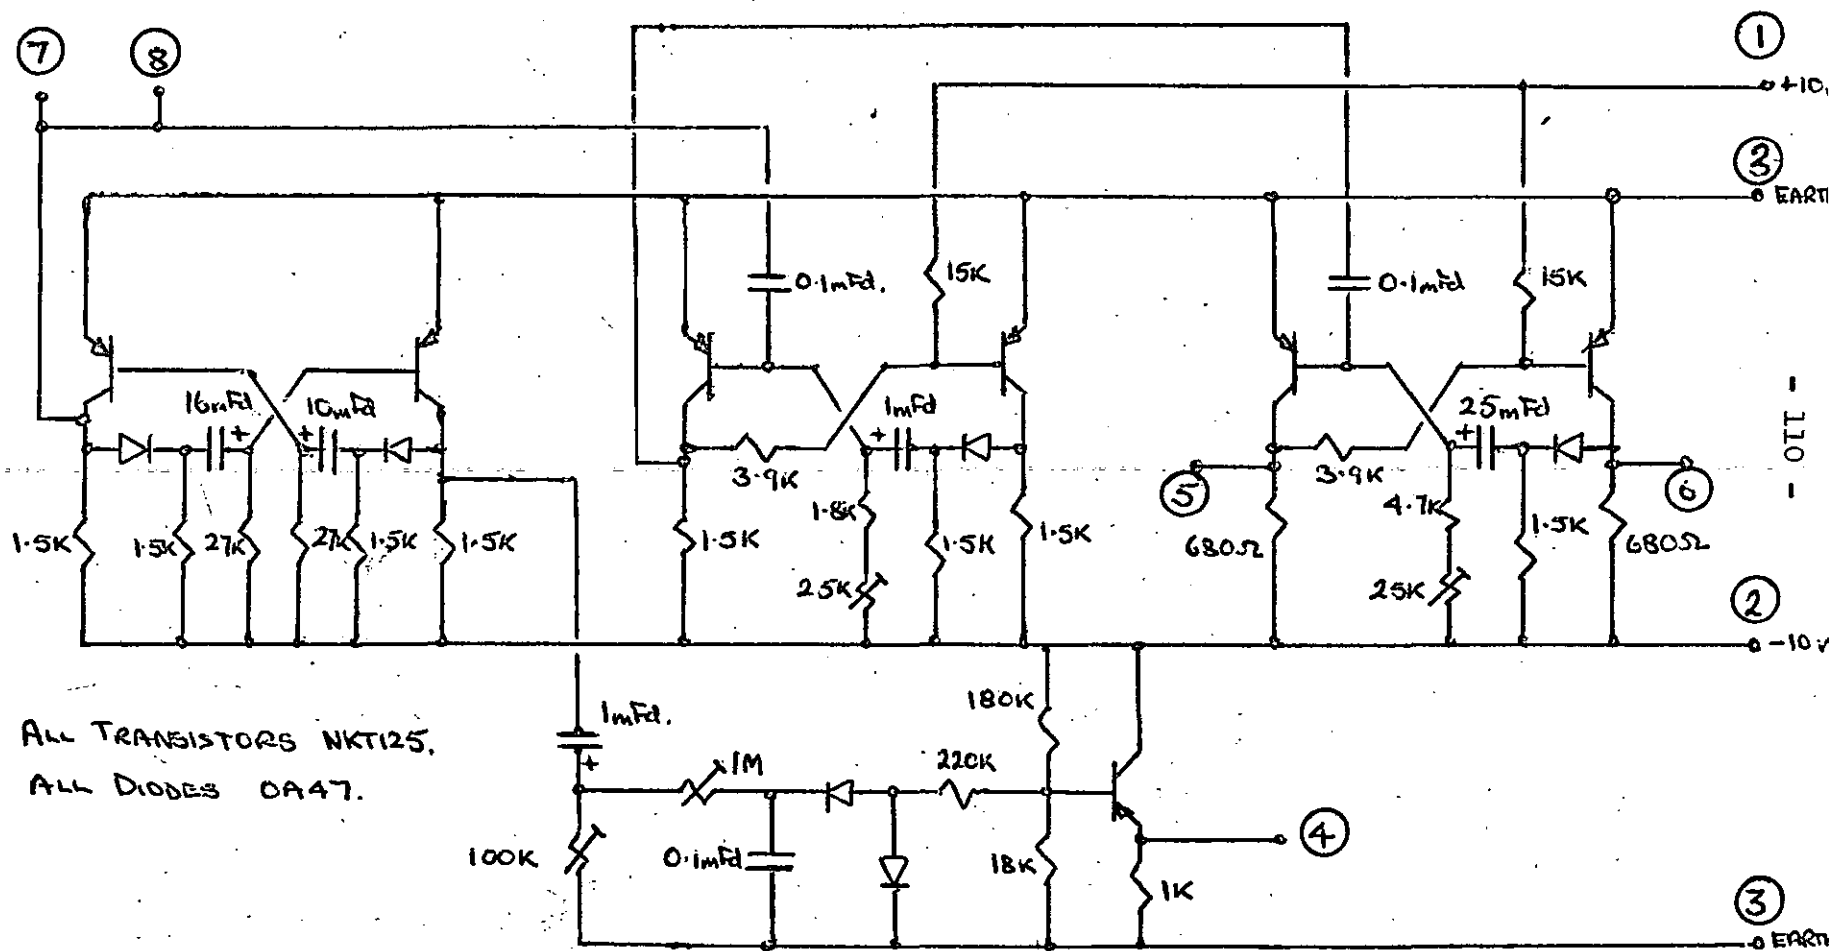 7
8
1
+10
3
EARTH
0.1mFd.
15K
0.1mFd
15K
16mFd
10mFd
1mFd
25mFd
- 110 -
3.9K
3.9K
5
6
1.8K
4.7K
1.5K
1.5K
27K
27K
1.5K
1.5K
1.5K
1.5K
1.5K
680Ω
1.5K
680Ω
25K
25K
2
-10V
180K
1mFd.
ALL TRANSISTORS NKT125.
1M
220K
ALL DIODES OA47.
4
100K
0.1mFd
18K
1K
3
EARTH